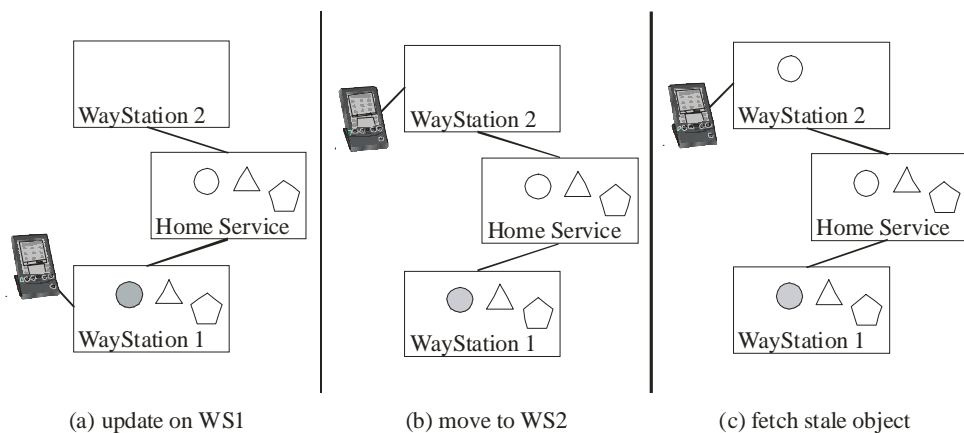 WayStation 2
Home Service
WayStation 1
(a) update on WS1
WayStation 2
Home Service
WayStation 1
(b) move to WS2
WayStation 2
Home Service
WayStation 1
(c) fetch stale object